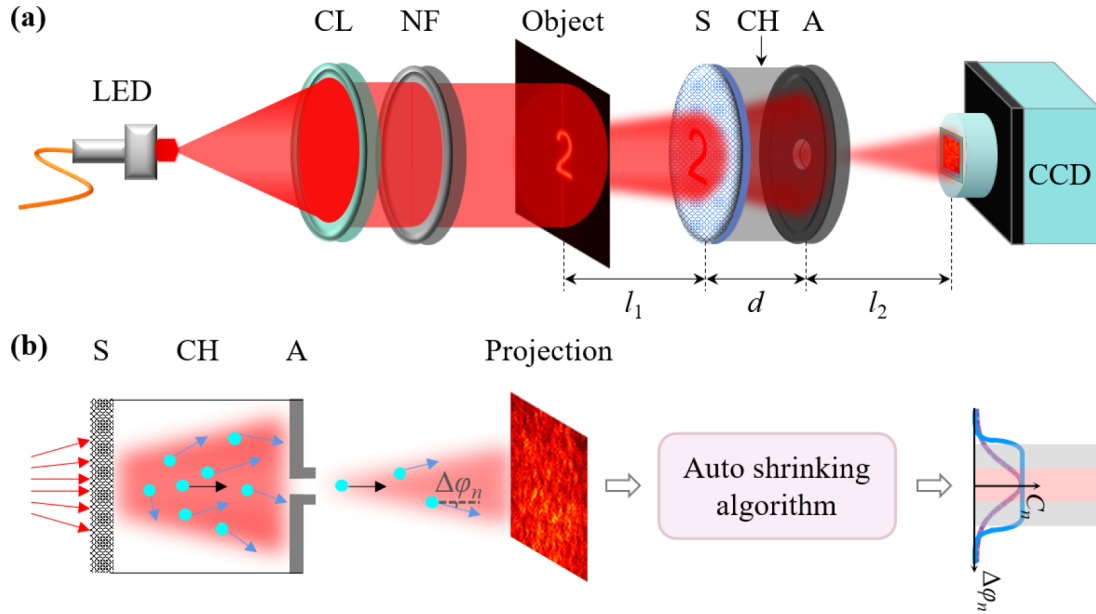 (a)
CL
NF
Object
S
CH
A
LED
2
2
CCD
l₁
d
l₂
(b)
S
CH
A
Projection
Δφₙ
Auto shrinking
algorithm
Cₙ
Δφₙ